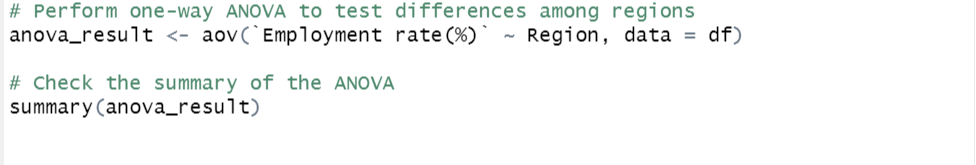 # Perform one-way ANOVA to test differences among regions
anova_result <- aov(`Employment rate(%)` ~ Region, data = df)
# Check the summary of the ANOVA
summary(anova_result)